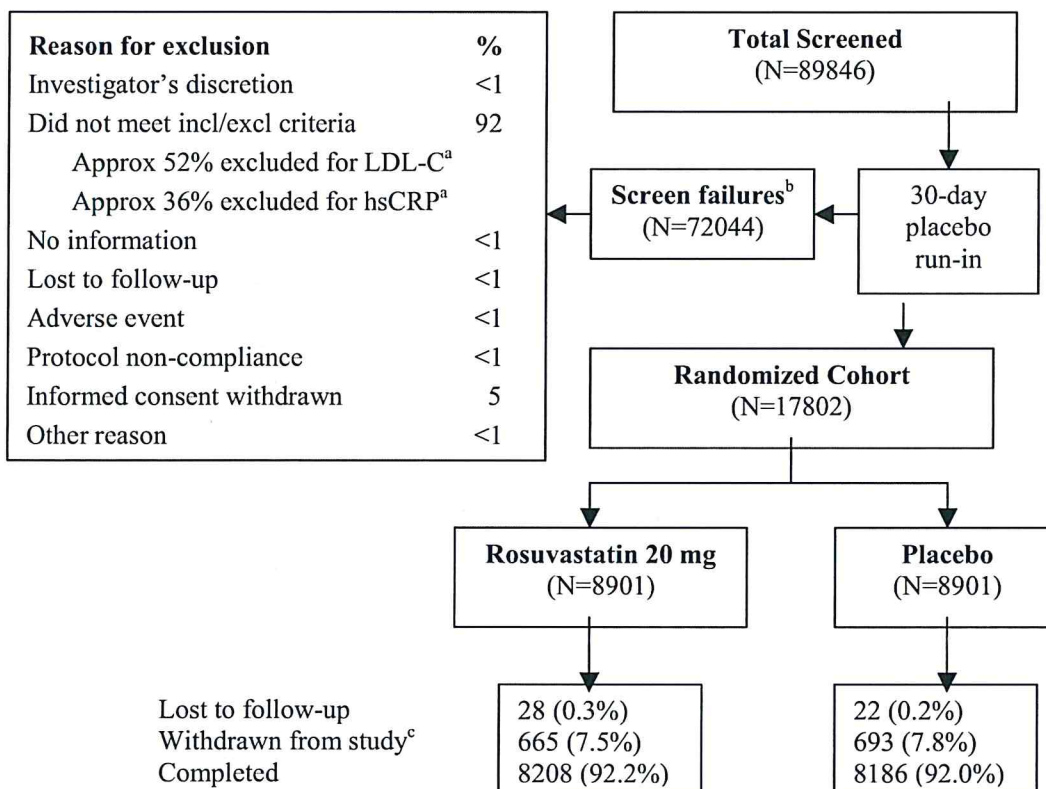 Reason for exclusion %
Investigator's discretion <1
Did not meet incl/excl criteria 92
Approx 52% excluded for LDL-Cᵃ
Approx 36% excluded for hsCRPᵃ
No information <1
Lost to follow-up <1
Adverse event <1
Protocol non-compliance <1
Informed consent withdrawn 5
Other reason <1
Total Screened
(N=89846)
Screen failuresᵇ
(N=72044)
30-day
placebo
run-in
Randomized Cohort
(N=17802)
Rosuvastatin 20 mg
(N=8901)
Placebo
(N=8901)
Lost to follow-up 28 (0.3%) 22 (0.2%)
Withdrawn from studyᶜ 665 (7.5%) 693 (7.8%)
Completed 8208 (92.2%) 8186 (92.0%)